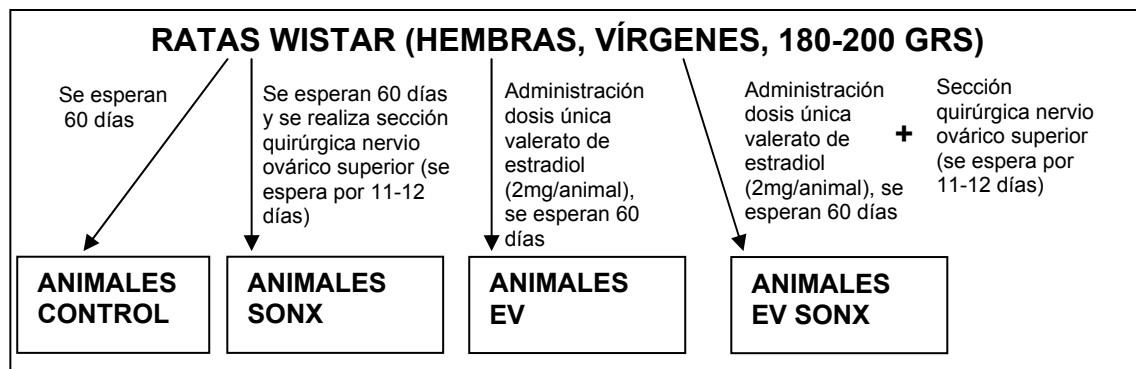 RATAS WISTAR (HEMBRAS, VÍRGENES, 180-200 GRS)
Se esperan
60 días
Se esperan 60 días
y se realiza sección
quirúrgica nervio
ovárico superior (se
espera por 11-12
días)
Administración
dosis única
valerato de
estradiol
(2mg/animal),
se esperan 60
días
Administración
dosis única
valerato de
estradiol
(2mg/animal), se
esperan 60 días
+
Sección
quirúrgica nervio
ovárico superior
(se espera por
11-12 días)
ANIMALES
CONTROL
ANIMALES
SONX
ANIMALES
EV
ANIMALES
EV SONX